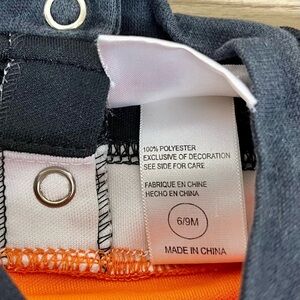 100% POLYESTER
EXCLUSIVE OF DECORATION
SEE SIDE FOR CARE
FABRIQUE EN CHINE
HECHO EN CHINA
6/9M
MADE IN CHINA